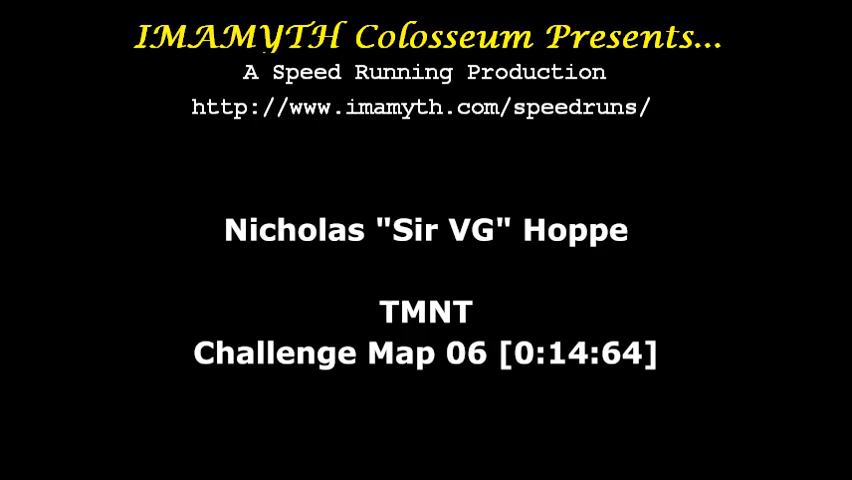 IMAMYTH Colosseum Presents...
A Speed Running Production
http://www.imamyth.com/speedruns/
Nicholas "Sir VG" Hoppe
TMNT
Challenge Map 06 [0:14:64]